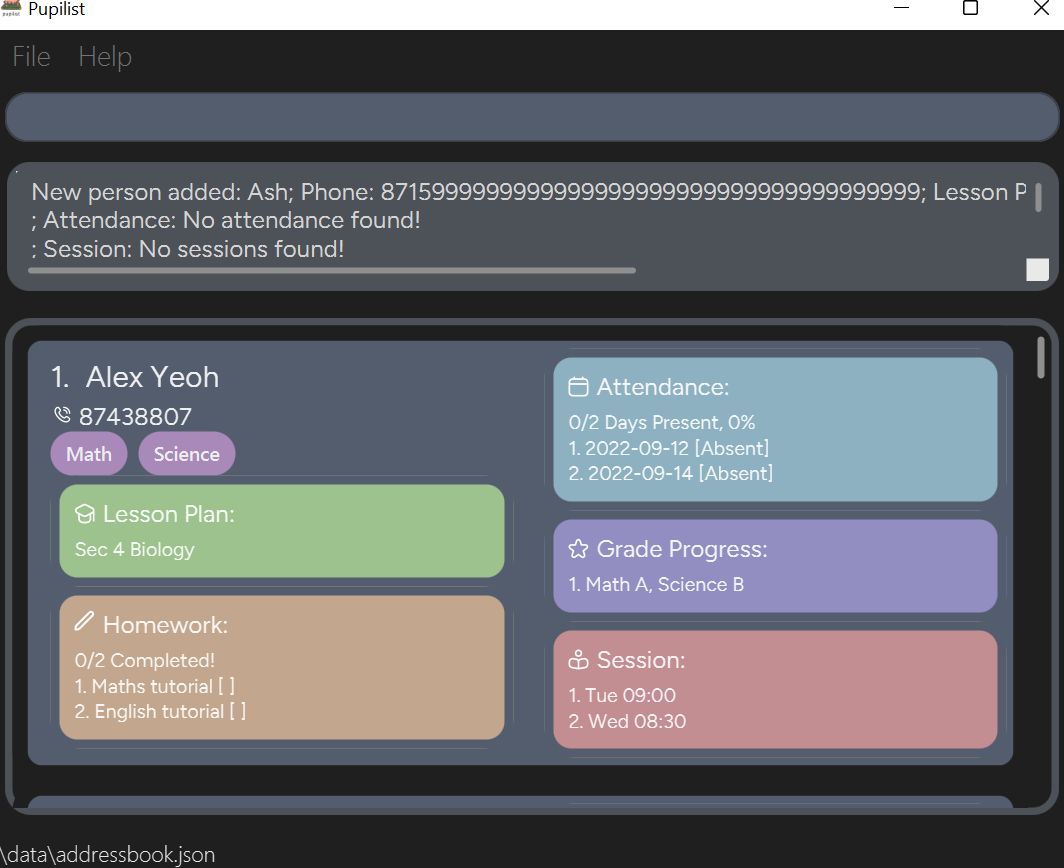 Pupilist
File Help
New person added: Ash; Phone: 8715999999999999999999999999999999999; Lesson P
; Attendance: No attendance found!
; Session: No sessions found!
1. Alex Yeoh
87438807
Math Science
Lesson Plan:
Sec 4 Biology
Homework:
0/2 Completed!
1. Maths tutorial [ ]
2. English tutorial [ ]
Attendance:
0/2 Days Present, 0%
1. 2022-09-12 [Absent]
2. 2022-09-14 [Absent]
Grade Progress:
1. Math A, Science B
Session:
1. Tue 09:00
2. Wed 08:30
\data\addressbook.json